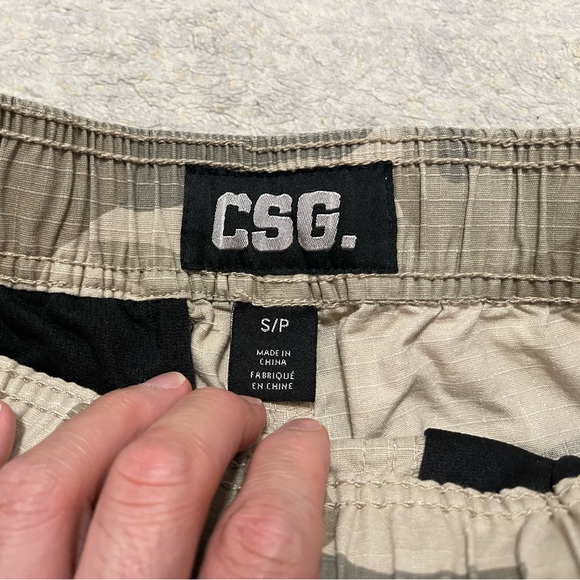 CSG.
S/P
MADE IN
CHINA
FABRIQUÉ
EN CHINE